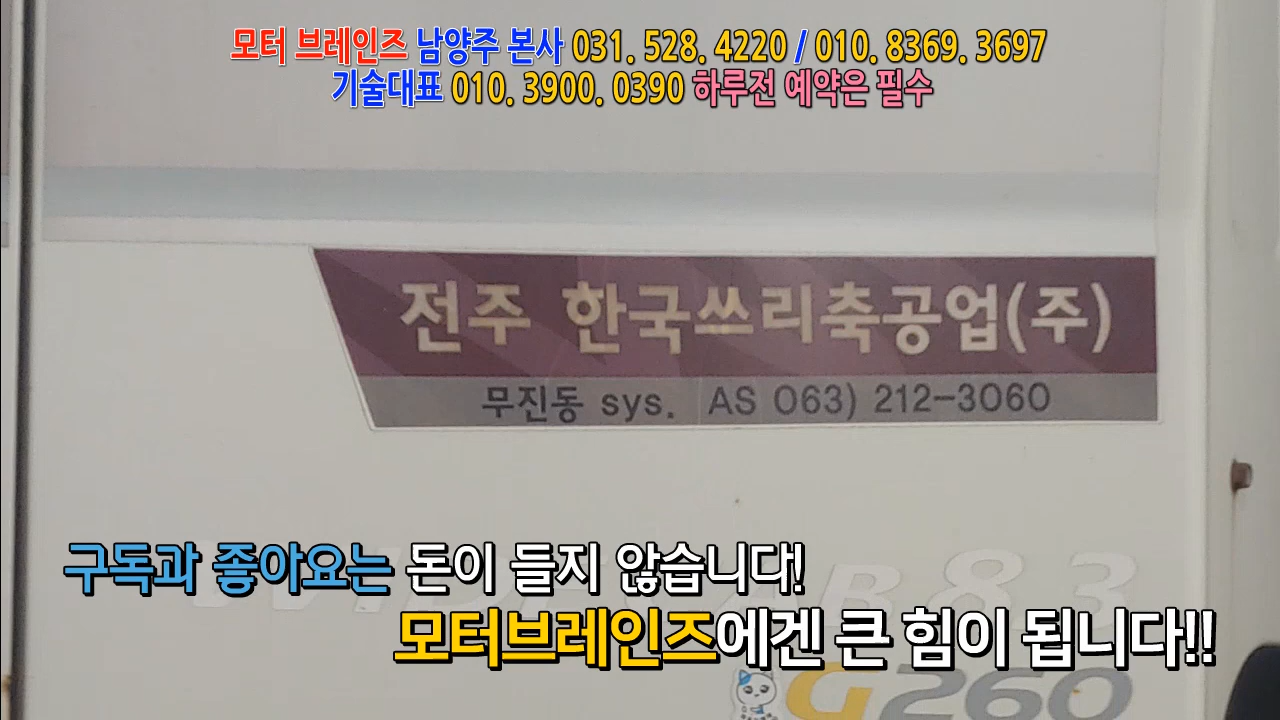 모터 브레인즈 남양주 본사 031. 528. 4220 / 010. 8369. 3697
기술대표 010. 3900. 0390 하루전 예약은 필수
전주 한국쓰리축공업(주)
무진동 sys. AS 063) 212-3060
구독과 좋아요는 돈이 들지 않습니다!
83
모터브레인즈에겐 큰 힘이 됩니다!!
G260